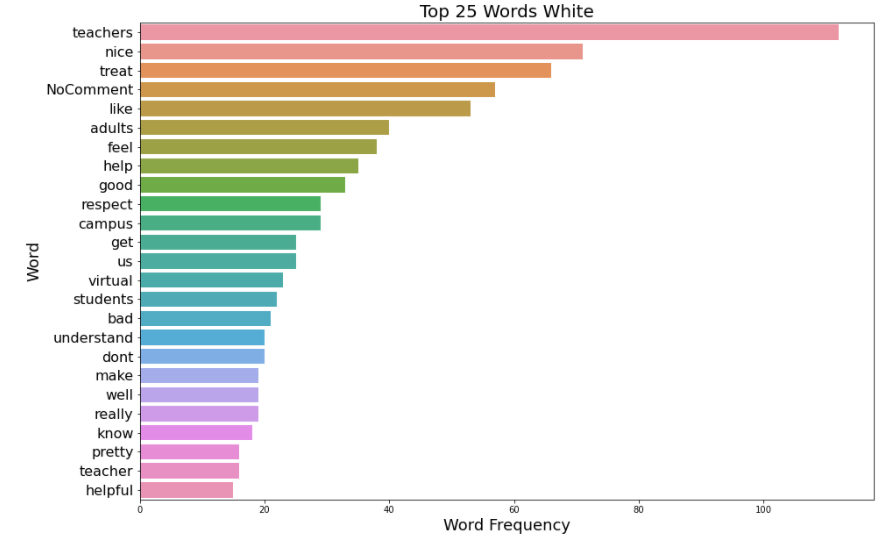 Top 25 Words White
teachers
nice
treat
NoComment
like
adults
feel
help
good
respect
campus
get
us
virtual
students
bad
understand
dont
make
well
really
know
pretty
teacher
helpful
Word
0 20 40 60 80 100
Word Frequency